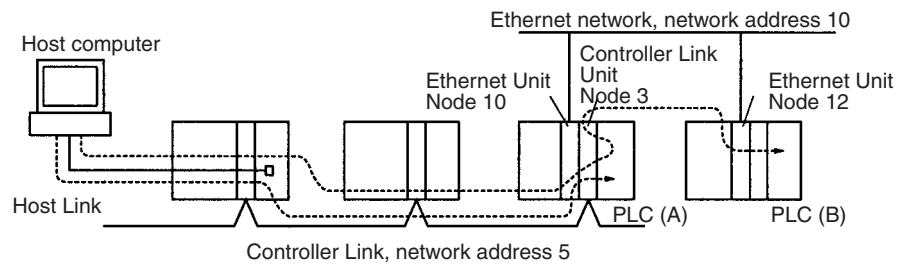 Ethernet network, network address 10
Host computer
Controller Link
Unit
Node 3
Ethernet Unit
Node 10
Ethernet Unit
Node 12
Host Link
PLC (A)
PLC (B)
Controller Link, network address 5